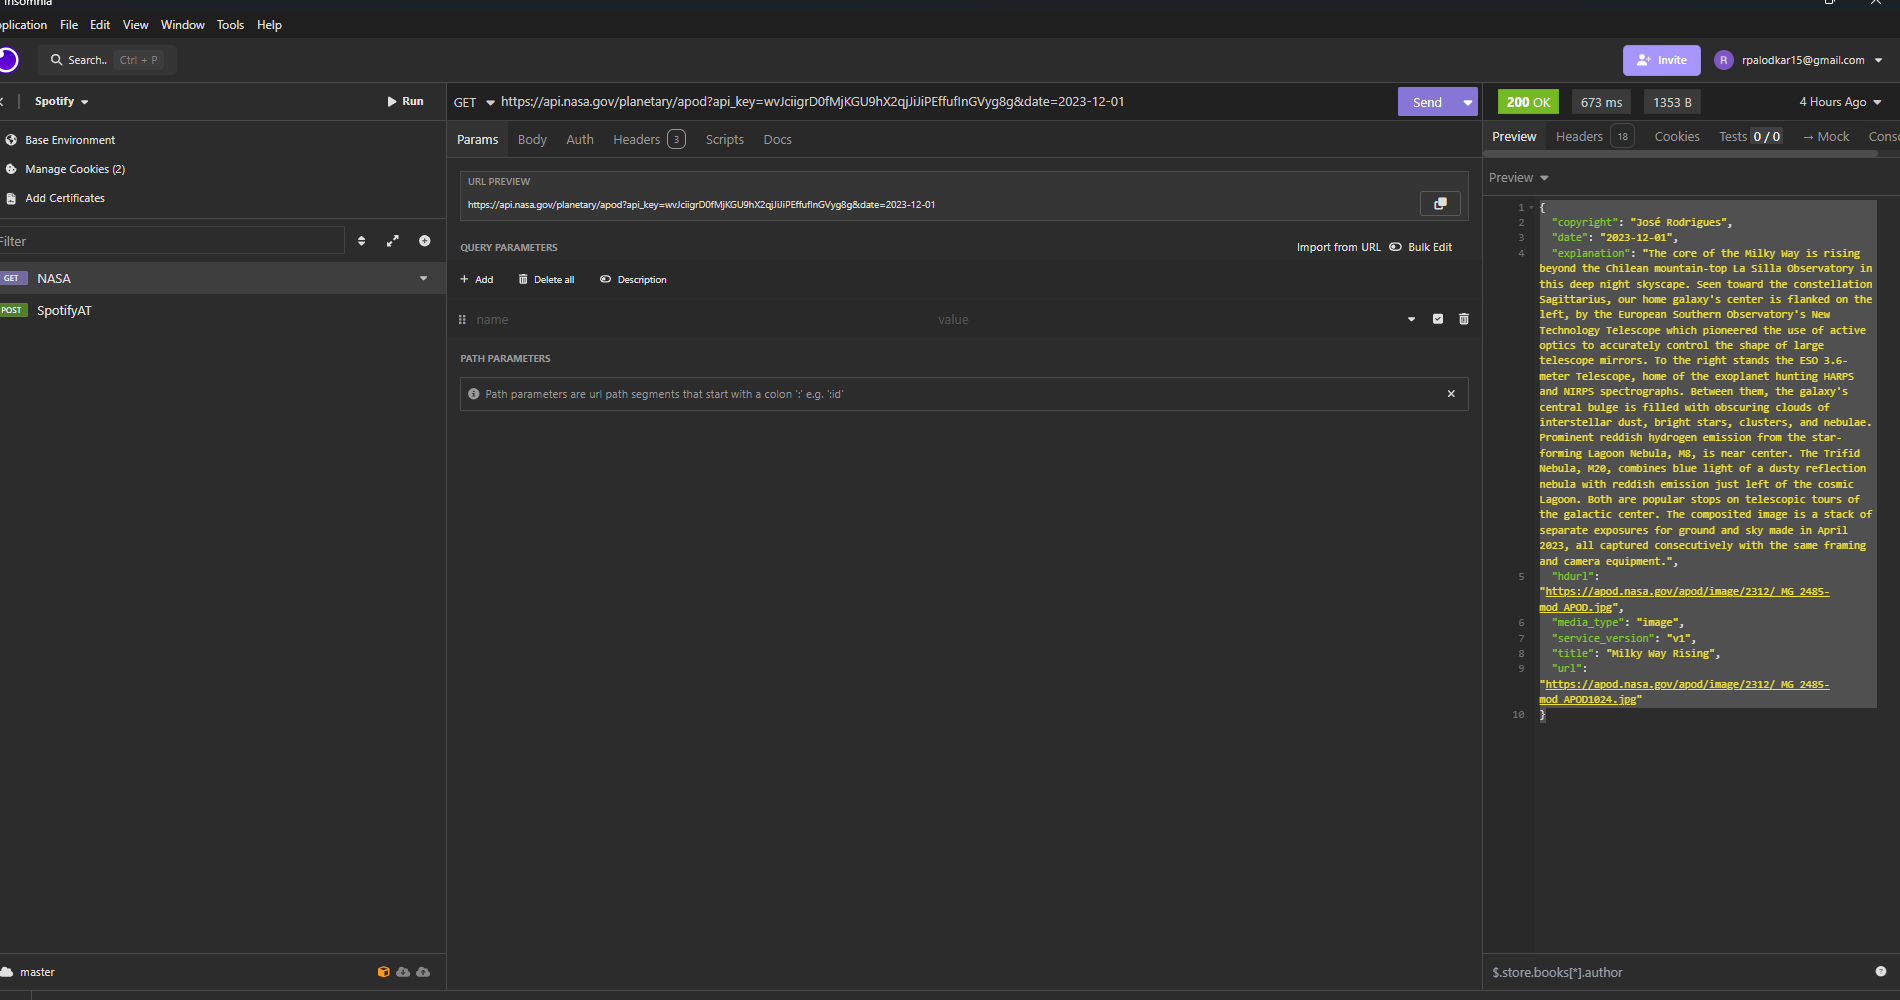 Insomnia
pplication File Edit View Window Tools Help
Search.. Ctrl + P
Invite
R rpalodkar15@gmail.com
Spotify
Run
Base Environment
Manage Cookies (2)
Add Certificates
Filter
GET NASA
POST SpotifyAT
master
GET https://api.nasa.gov/planetary/apod?api_key=wvJciigrD0fMjKGU9hX2qjJiJiPEffufInGVyg8g&date=2023-12-01
Send
Params Body Auth Headers 3 Scripts Docs
URL PREVIEW
https://api.nasa.gov/planetary/apod?api_key=wvJciigrD0fMjKGU9hX2qjJiJiPEffufInGVyg8g&date=2023-12-01
QUERY PARAMETERS
Import from URL Bulk Edit
+ Add Delete all Description
name value
PATH PARAMETERS
Path parameters are url path segments that start with a colon ':' e.g. ':id'
200 OK 673 ms 1353 B 4 Hours Ago
Preview Headers 18 Cookies Tests 0 / 0 → Mock Conso
Preview
1 {
2 "copyright": "José Rodrigues",
3 "date": "2023-12-01",
4 "explanation": "The core of the Milky Way is rising
beyond the Chilean mountain-top La Silla Observatory in
this deep night skyscape. Seen toward the constellation
Sagittarius, our home galaxy's center is flanked on the
left, by the European Southern Observatory's New
Technology Telescope which pioneered the use of active
optics to accurately control the shape of large
telescope mirrors. To the right stands the ESO 3.6-
meter Telescope, home of the exoplanet hunting HARPS
and NIRPS spectrographs. Between them, the galaxy's
central bulge is filled with obscuring clouds of
interstellar dust, bright stars, clusters, and nebulae.
Prominent reddish hydrogen emission from the star-
forming Lagoon Nebula, M8, is near center. The Trifid
Nebula, M20, combines blue light of a dusty reflection
nebula with reddish emission just left of the cosmic
Lagoon. Both are popular stops on telescopic tours of
the galactic center. The composited image is a stack of
separate exposures for ground and sky made in April
2023, all captured consecutively with the same framing
and camera equipment.",
5 "hdurl":
"https://apod.nasa.gov/apod/image/2312/_MG_2485-
mod_APOD.jpg",
6 "media_type": "image",
7 "service_version": "v1",
8 "title": "Milky Way Rising",
9 "url":
"https://apod.nasa.gov/apod/image/2312/_MG_2485-
mod_APOD1024.jpg"
10 }
$.store.books[*].author